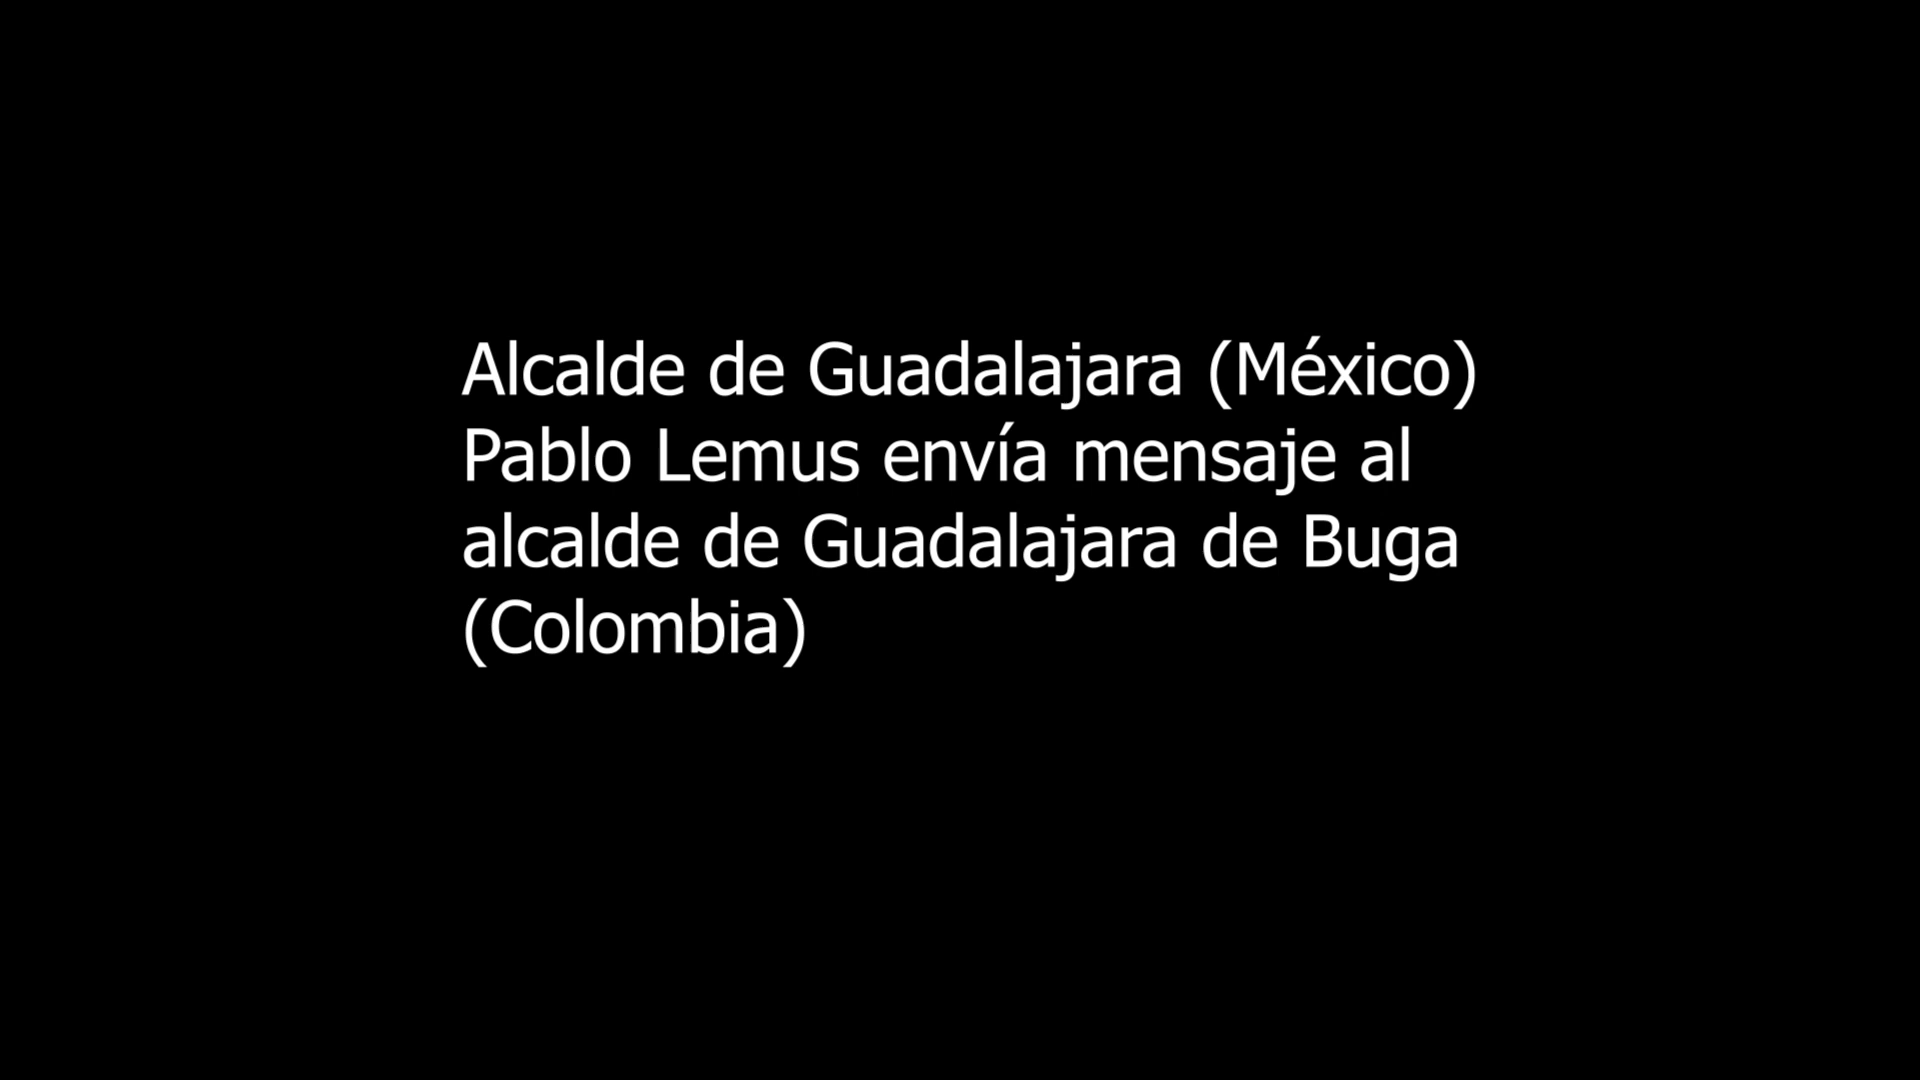 Alcalde de Guadalajara (México)
Pablo Lemus envía mensaje al
alcalde de Guadalajara de Buga
(Colombia)